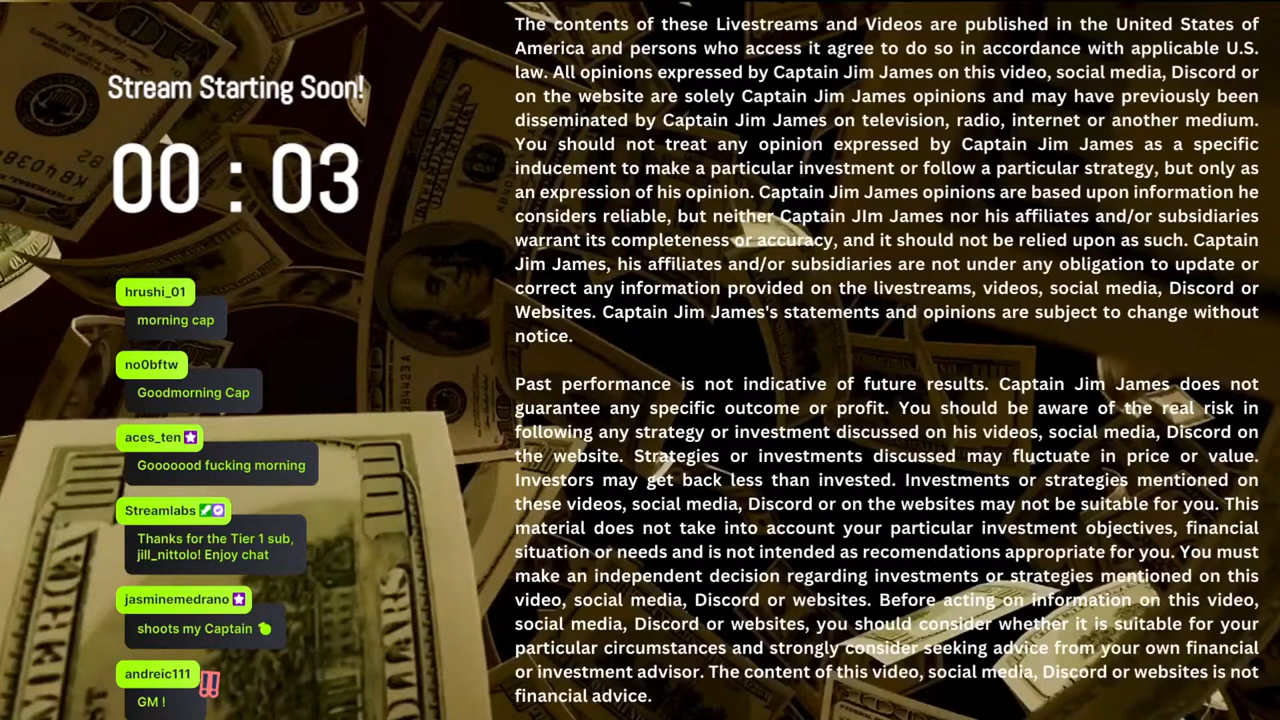 Stream Starting Soon!
00 : 03
hrushi_01
morning cap
no0bftw
Goodmorning Cap
aces_ten
Gooooood fucking morning
Streamlabs
Thanks for the Tier 1 sub,
jill_nittolo! Enjoy chat
jasminemedrano
shoots my Captain
andreic111
GM !
The contents of these Livestreams and Videos are published in the United States of
America and persons who access it agree to do so in accordance with applicable U.S.
law. All opinions expressed by Captain Jim James on this video, social media, Discord or
on the website are solely Captain Jim James opinions and may have previously been
disseminated by Captain Jim James on television, radio, internet or another medium.
You should not treat any opinion expressed by Captain Jim James as a specific
inducement to make a particular investment or follow a particular strategy, but only as
an expression of his opinion. Captain Jim James opinions are based upon information he
considers reliable, but neither Captain JIm James nor his affiliates and/or subsidiaries
warrant its completeness or accuracy, and it should not be relied upon as such. Captain
Jim James, his affiliates and/or subsidiaries are not under any obligation to update or
correct any information provided on the livestreams, videos, social media, Discord or
Websites. Captain Jim James's statements and opinions are subject to change without
notice.
Past performance is not indicative of future results. Captain Jim James does not
guarantee any specific outcome or profit. You should be aware of the real risk in
following any strategy or investment discussed on his videos, social media, Discord on
the website. Strategies or investments discussed may fluctuate in price or value.
Investors may get back less than invested. Investments or strategies mentioned on
these videos, social media, Discord or on the websites may not be suitable for you. This
material does not take into account your particular investment objectives, financial
situation or needs and is not intended as recomendations appropriate for you. You must
make an independent decision regarding investments or strategies mentioned on this
video, social media, Discord or websites. Before acting on information on this video,
social media, Discord or websites, you should consider whether it is suitable for your
particular circumstances and strongly consider seeking advice from your own financial
or investment advisor. The content of this video, social media, Discord or websites is not
financial advice.